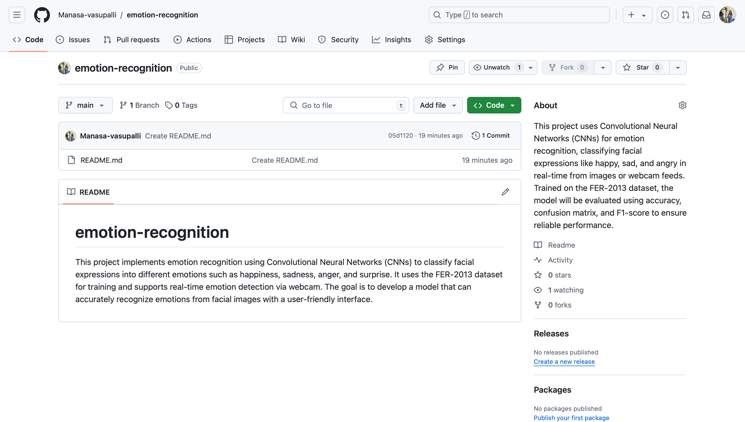 Manasa-vasupalli / emotion-recognition
Type / to search
Code
Issues
Pull requests
Actions
Projects
Wiki
Security
Insights
Settings
emotion-recognition Public
Pin
Unwatch 1
Fork 0
Star 0
main
1 Branch
0 Tags
Go to file t
Add file
Code
Manasa-vasupalli Create README.md
05d1120 · 19 minutes ago
1 Commit
README.md
Create README.md
19 minutes ago
README
emotion-recognition
This project implements emotion recognition using Convolutional Neural Networks (CNNs) to classify facial
expressions into different emotions such as happiness, sadness, anger, and surprise. It uses the FER-2013 dataset
for training and supports real-time emotion detection via webcam. The goal is to develop a model that can
accurately recognize emotions from facial images with a user-friendly interface.
About
This project uses Convolutional Neural
Networks (CNNs) for emotion
recognition, classifying facial
expressions like happy, sad, and angry in
real-time from images or webcam feeds.
Trained on the FER-2013 dataset, the
model will be evaluated using accuracy,
confusion matrix, and F1-score to ensure
reliable performance.
Readme
Activity
0 stars
1 watching
0 forks
Releases
No releases published
Create a new release
Packages
No packages published
Publish your first package